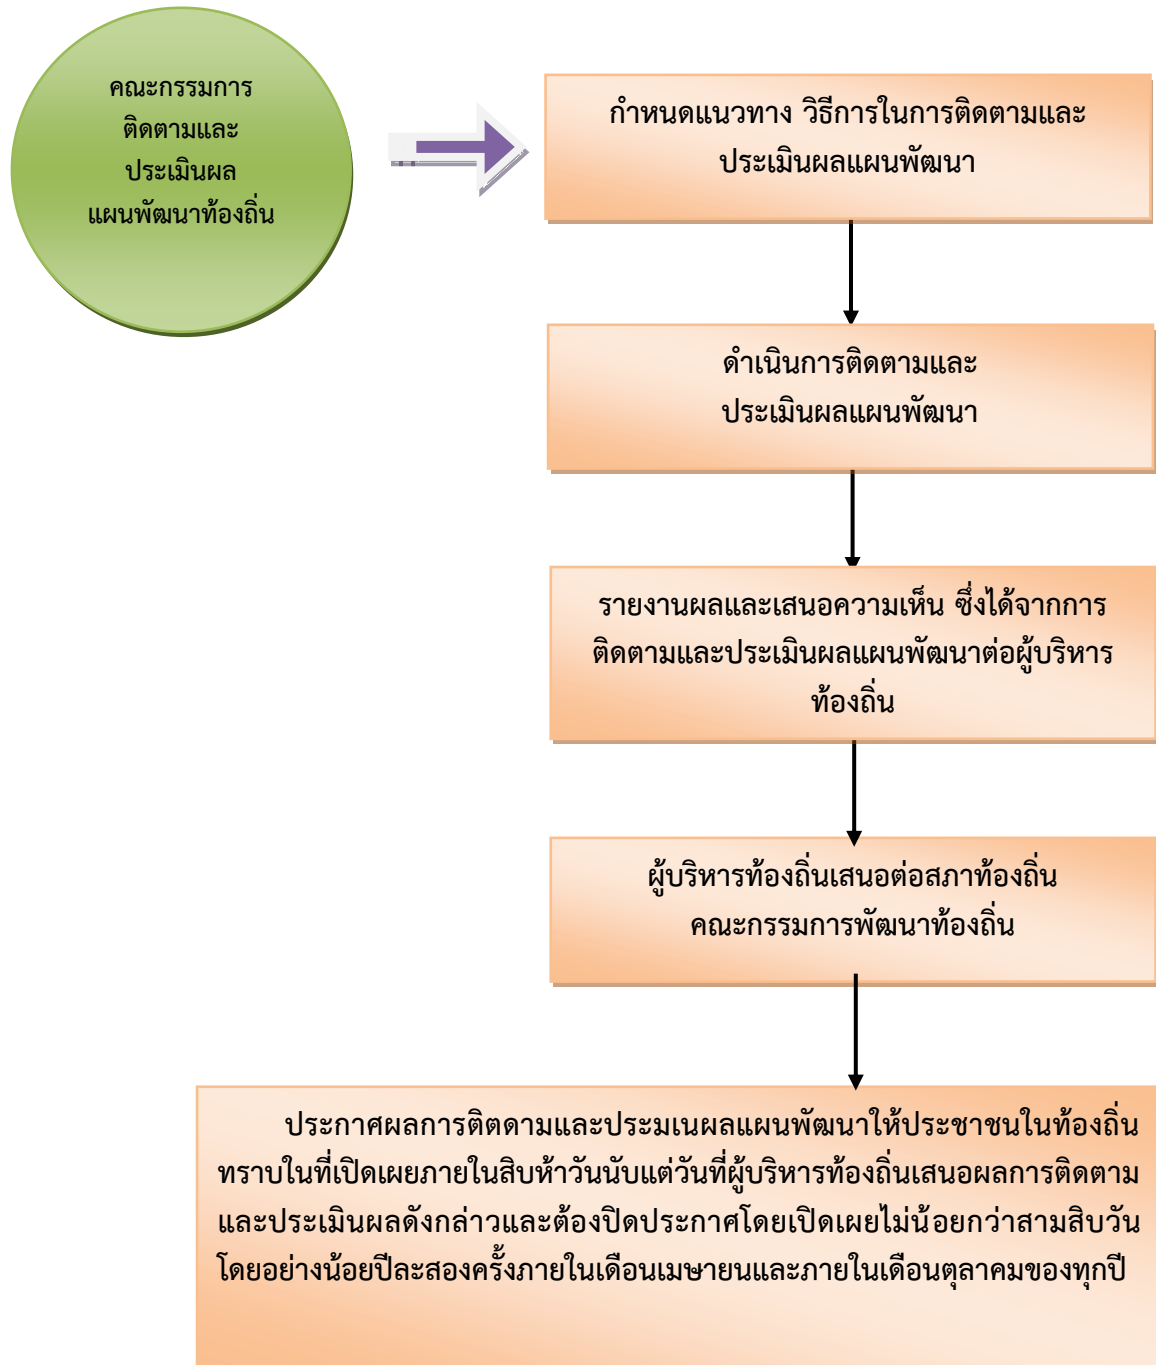 คณะกรรมการ
ติดตามและ
ประเมินผล
แผนพัฒนาท้องถิ่น
กำหนดแนวทาง วิธีการในการติดตามและ
ประเมินผลแผนพัฒนา
ดำเนินการติดตามและ
ประเมินผลแผนพัฒนา
รายงานผลและเสนอความเห็น ซึ่งได้จากการ
ติดตามและประเมินผลแผนพัฒนาต่อผู้บริหาร
ท้องถิ่น
ผู้บริหารท้องถิ่นเสนอต่อสภาท้องถิ่น
คณะกรรมการพัฒนาท้องถิ่น
ประกาศผลการติตดามและประมเนผลแผนพัฒนาให้ประชาชนในท้องถิ่น
ทราบในที่เปิดเผยภายในสิบห้าวันนับแต่วันที่ผู้บริหารท้องถิ่นเสนอผลการติดตาม
และประเมินผลดังกล่าวและต้องปิดประกาศโดยเปิดเผยไม่น้อยกว่าสามสิบวัน
โดยอย่างน้อยปีละสองครั้งภายในเดือนเมษายนและภายในเดือนตุลาคมของทุกปี